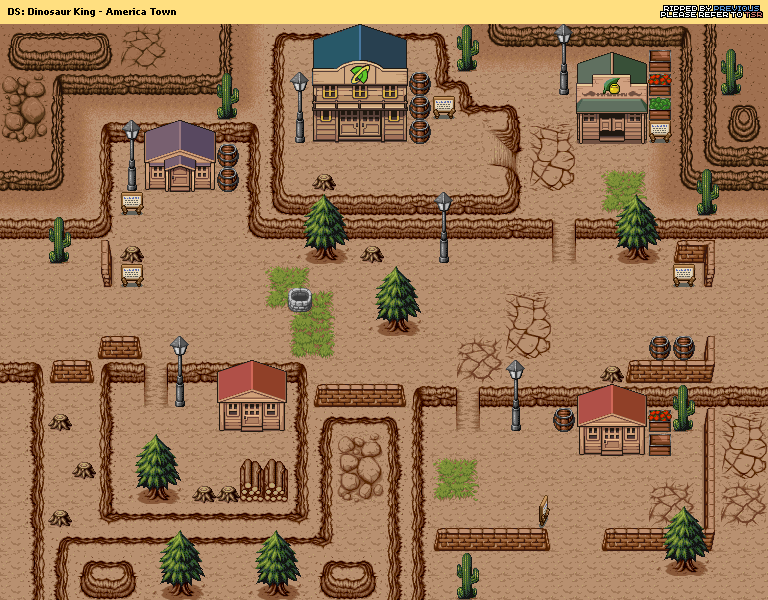 DS: Dinosaur King - America Town
RIPPED BY PREVIOUS
PLEASE REFER TO TSR